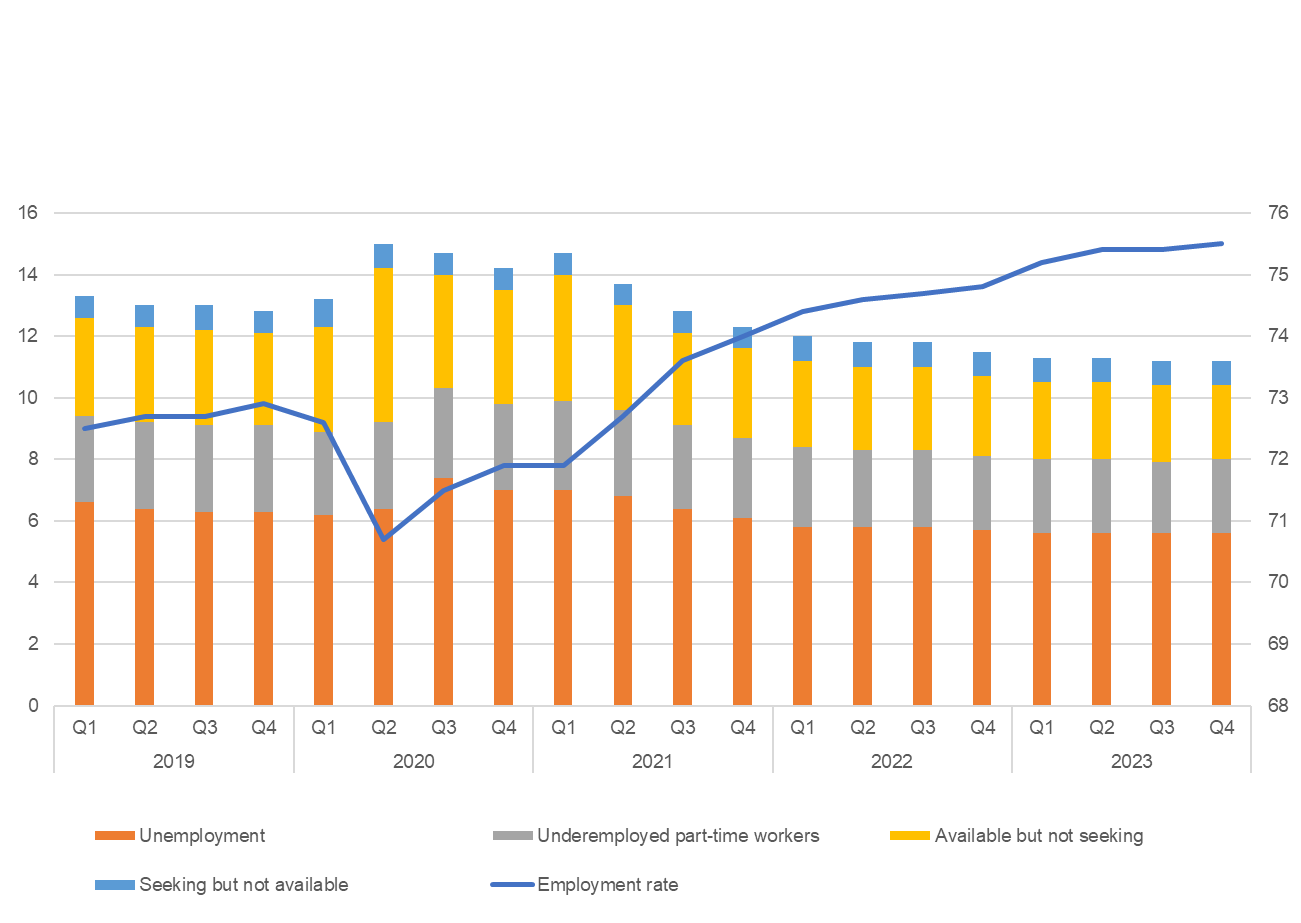 16 76
14 75
12 74
10 73
8 72
6 71
4 70
2 69
0 68
Q1 Q2 Q3 Q4 Q1 Q2 Q3 Q4 Q1 Q2 Q3 Q4 Q1 Q2 Q3 Q4 Q1 Q2 Q3 Q4
2019 2020 2021 2022 2023
Unemployment Underemployed part-time workers Available but not seeking
Seeking but not available Employment rate